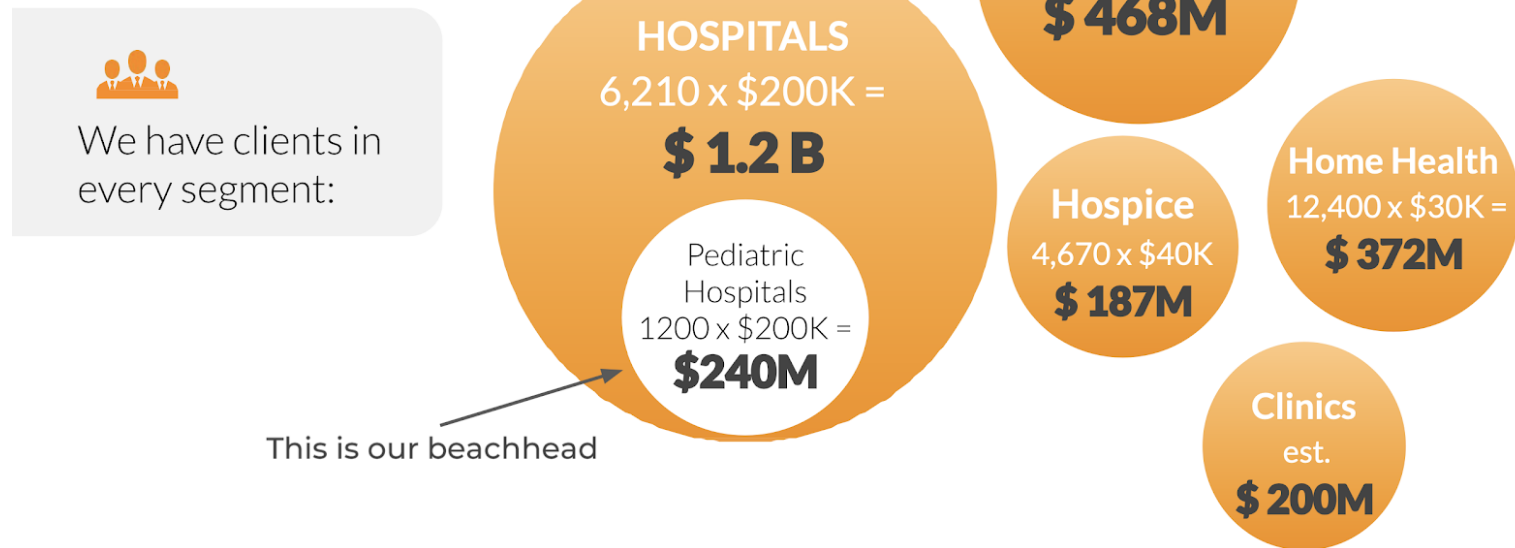 We have clients in
every segment:
HOSPITALS
6,210 x $200K =
$ 1.2 B
Pediatric
Hospitals
1200 x $200K =
$240M
This is our beachhead
$ 468M
Hospice
4,670 x $40K
$ 187M
Home Health
12,400 x $30K =
$ 372M
Clinics
est.
$ 200M